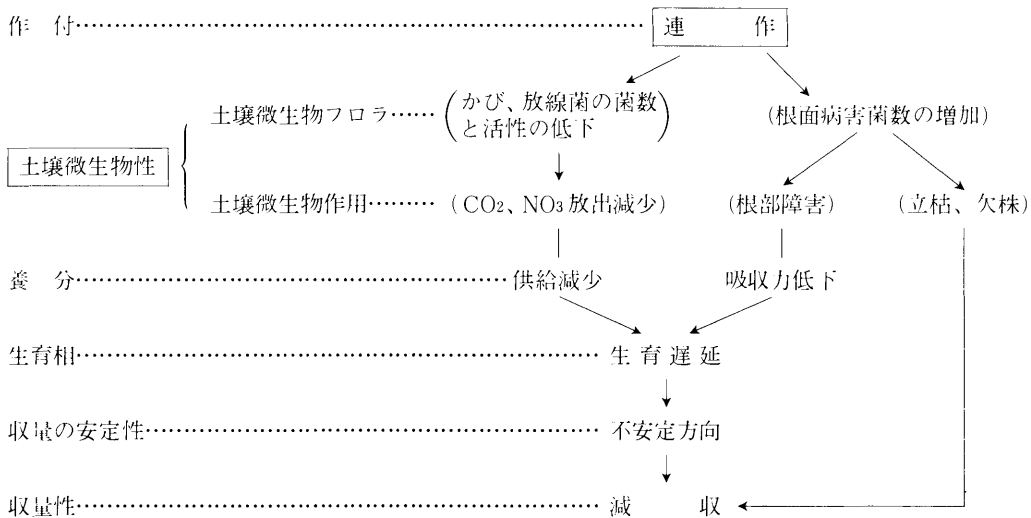 作 付……………………………………………………… 連 作
土壌微生物フロラ…… (かび、放線菌の菌数
と活性の低下) (根面病害菌数の増加)
土壌微生物性
土壌微生物作用……… (CO₂、NO₃放出減少) (根部障害) (立枯、欠株)
養 分……………………………………… 供給減少 吸収力低下
生育相………………………………………………… 生育遅延
収量の安定性……………………………………… 不安定方向
収量性………………………………………………… 減 収